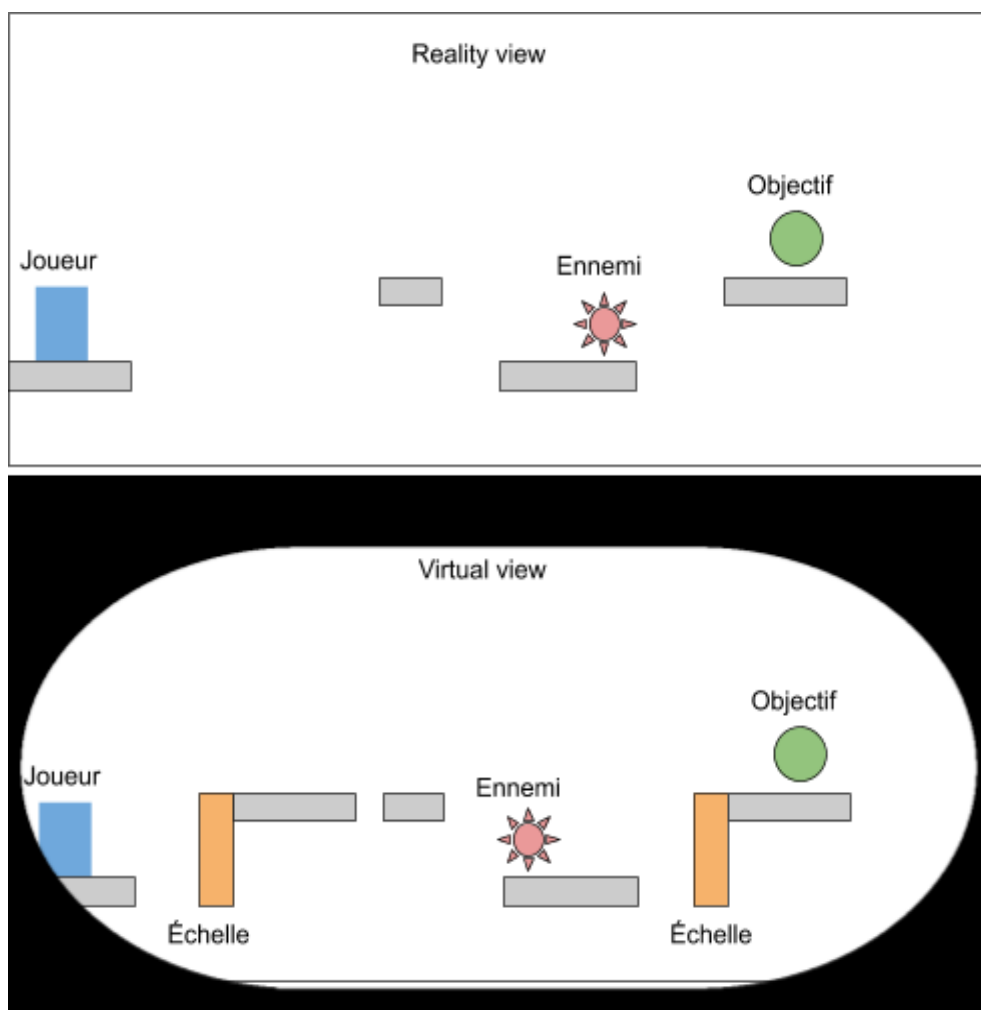 Reality view
Objectif
Joueur
Ennemi
Virtual view
Objectif
Joueur
Ennemi
Échelle
Échelle